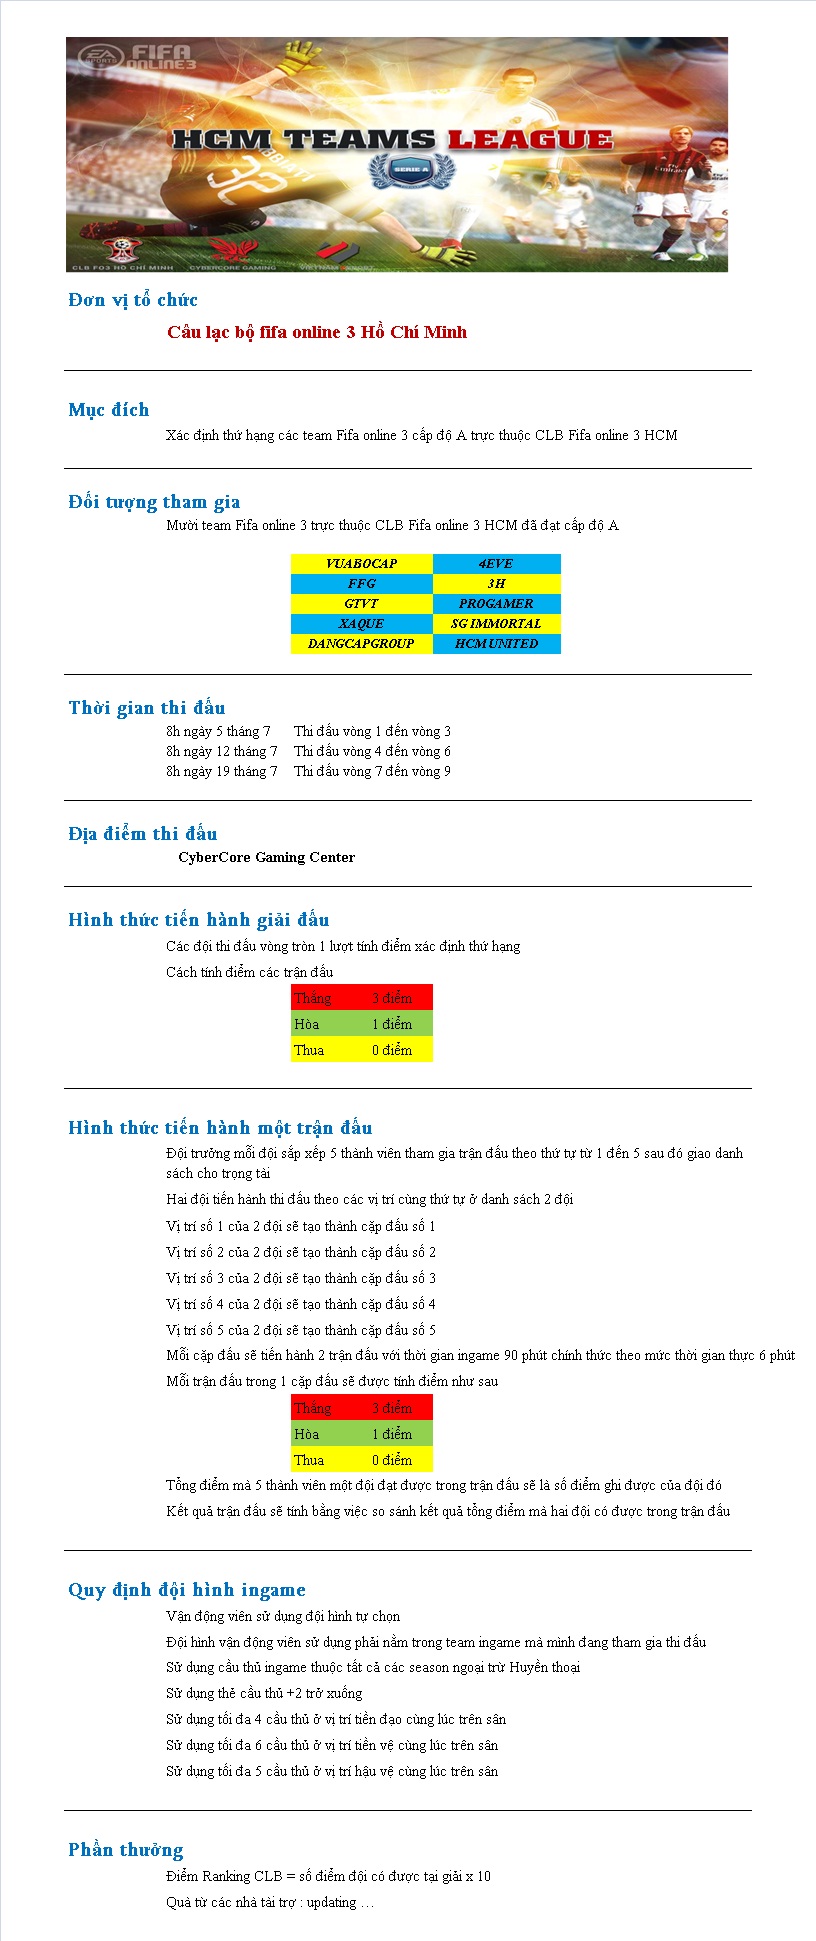 EA SPORTS FIFA ONLINE 3
HCM TEAMS LEAGUE
SERIE A
CLB FO3 HO CHI MINH CYBERCORE GAMING
Đơn vị tổ chức
Câu lạc bộ fifa online 3 Hồ Chí Minh
Mục đích
Xác định thứ hạng các team Fifa online 3 cấp độ A trực thuộc CLB Fifa online 3 HCM
Đối tượng tham gia
Mười team Fifa online 3 trực thuộc CLB Fifa online 3 HCM đã đạt cấp độ A
VUABOCAP 4EVE
FFG 3H
GTVT PROGAMER
XAQUE SG IMMORTAL
DANGCAPGROUP HCM UNITED
Thời gian thi đấu
8h ngày 5 tháng 7 Thi đấu vòng 1 đến vòng 3
8h ngày 12 tháng 7 Thi đấu vòng 4 đến vòng 6
8h ngày 19 tháng 7 Thi đấu vòng 7 đến vòng 9
Địa điểm thi đấu
CyberCore Gaming Center
Hình thức tiến hành giải đấu
Các đội thi đấu vòng tròn 1 lượt tính điểm xác định thứ hạng
Cách tính điểm các trận đấu
Thắng 3 điểm
Hòa 1 điểm
Thua 0 điểm
Hình thức tiến hành một trận đấu
Đội trưởng mỗi đội sắp xếp 5 thành viên tham gia trận đấu theo thứ tự từ 1 đến 5 sau đó giao danh
sách cho trọng tài
Hai đội tiến hành thi đấu theo các vị trí cùng thứ tự ở danh sách 2 đội
Vị trí số 1 của 2 đội sẽ tạo thành cặp đấu số 1
Vị trí số 2 của 2 đội sẽ tạo thành cặp đấu số 2
Vị trí số 3 của 2 đội sẽ tạo thành cặp đấu số 3
Vị trí số 4 của 2 đội sẽ tạo thành cặp đấu số 4
Vị trí số 5 của 2 đội sẽ tạo thành cặp đấu số 5
Mỗi cặp đấu sẽ tiến hành 2 trận đấu với thời gian ingame 90 phút chính thức theo mức thời gian thực 6 phút
Mỗi trận đấu trong 1 cặp đấu sẽ được tính điểm như sau
Thắng 3 điểm
Hòa 1 điểm
Thua 0 điểm
Tổng điểm mà 5 thành viên một đội đạt được trong trận đấu sẽ là số điểm ghi được của đội đó
Kết quả trận đấu sẽ tính bằng việc so sánh kết quả tổng điểm mà hai đội có được trong trận đấu
Quy định đội hình ingame
Vận động viên sử dụng đội hình tự chọn
Đội hình vận động viên sử dụng phải nằm trong team ingame mà mình đang tham gia thi đấu
Sử dụng cầu thủ ingame thuộc tất cả các season ngoại trừ Huyền thoại
Sử dụng thẻ cầu thủ +2 trở xuống
Sử dụng tối đa 4 cầu thủ ở vị trí tiền đạo cùng lúc trên sân
Sử dụng tối đa 6 cầu thủ ở vị trí tiền vệ cùng lúc trên sân
Sử dụng tối đa 5 cầu thủ ở vị trí hậu vệ cùng lúc trên sân
Phần thưởng
Điểm Ranking CLB = số điểm đội có được tại giải x 10
Quà từ các nhà tài trợ : updating …